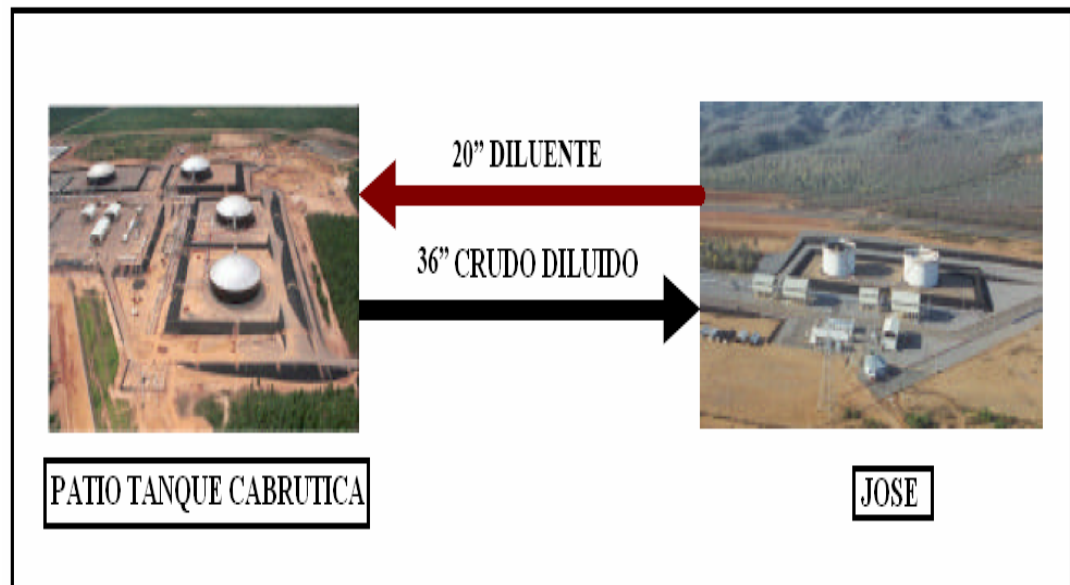 20” DILUENTE
36” CRUDO DILUIDO
PATIO TANQUE CABRUTICA
JOSE